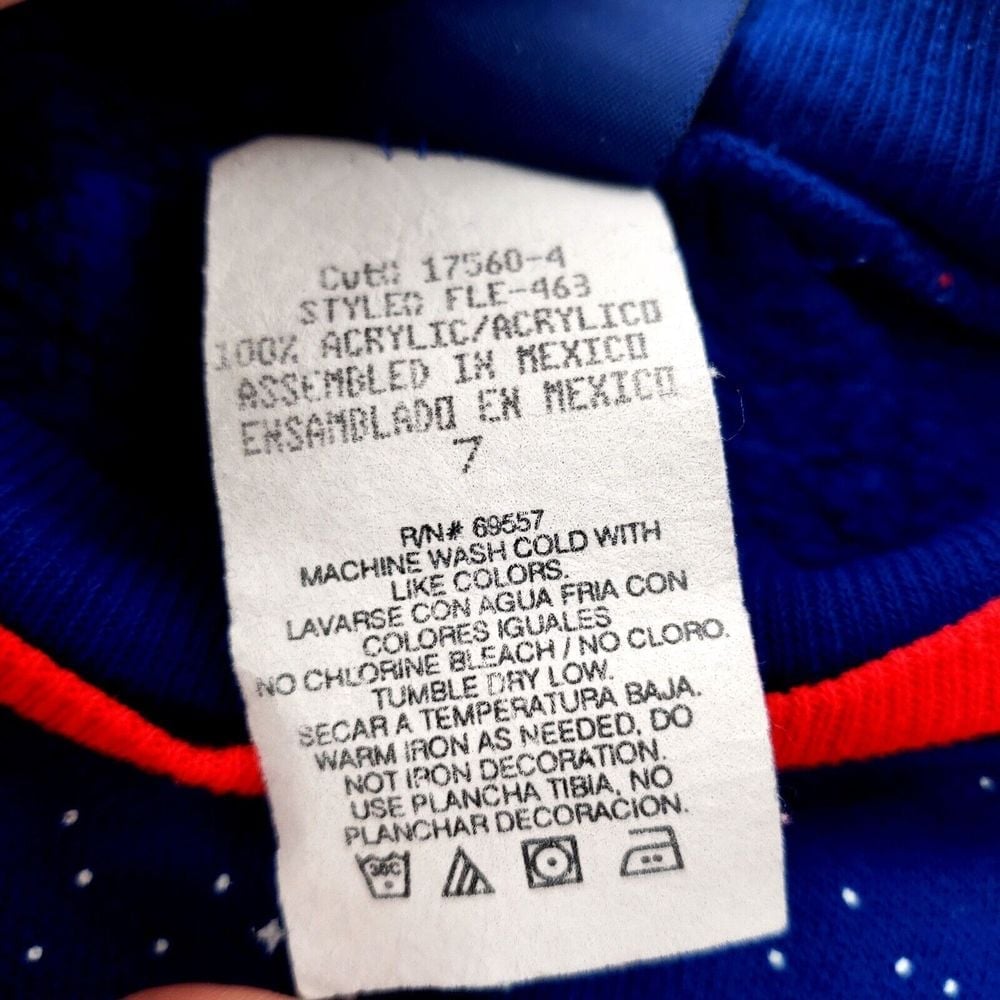 Cut# 17560-4
STYLE# FLE-463
100% ACRYLIC/ACRYLICO
ASSEMBLED IN MEXICO
ENSAMBLADO EN MEXICO
7
R/N# 69557
MACHINE WASH COLD WITH
LIKE COLORS.
LAVARSE CON AGUA FRIA CON
COLORES IGUALES
NO CHLORINE BLEACH / NO CLORO.
TUMBLE DRY LOW.
SECAR A TEMPERATURA BAJA.
WARM IRON AS NEEDED, DO
NOT IRON DECORATION.
USE PLANCHA TIBIA, NO
PLANCHAR DECORACION.
30C